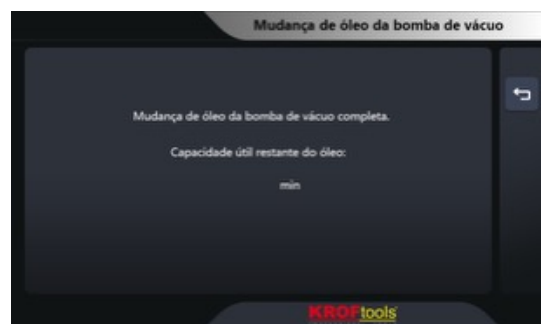 Mudança de óleo da bomba de vácuo
Mudança de óleo da bomba de vácuo completa.
Capacidade útil restante do óleo:
min
KROFtools